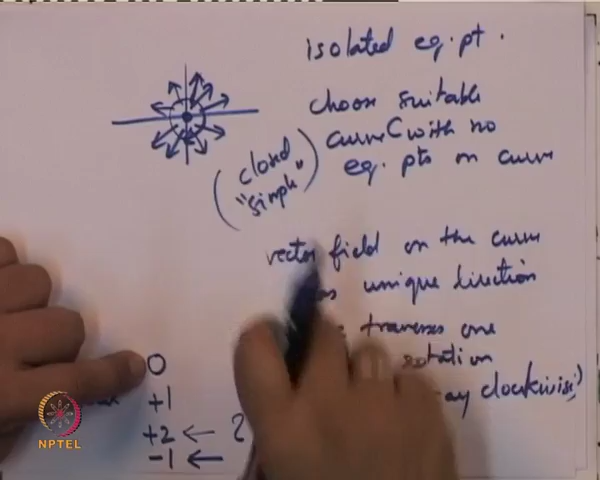 isolated eq. pt.
choose suitable
curve C with no
eq. pts on curve
(closed
"simple")
vector field on the curve
unique direction
traverses one
rotation
clockwise)
0
+1
+2 ← 2
-1 ←
NPTEL